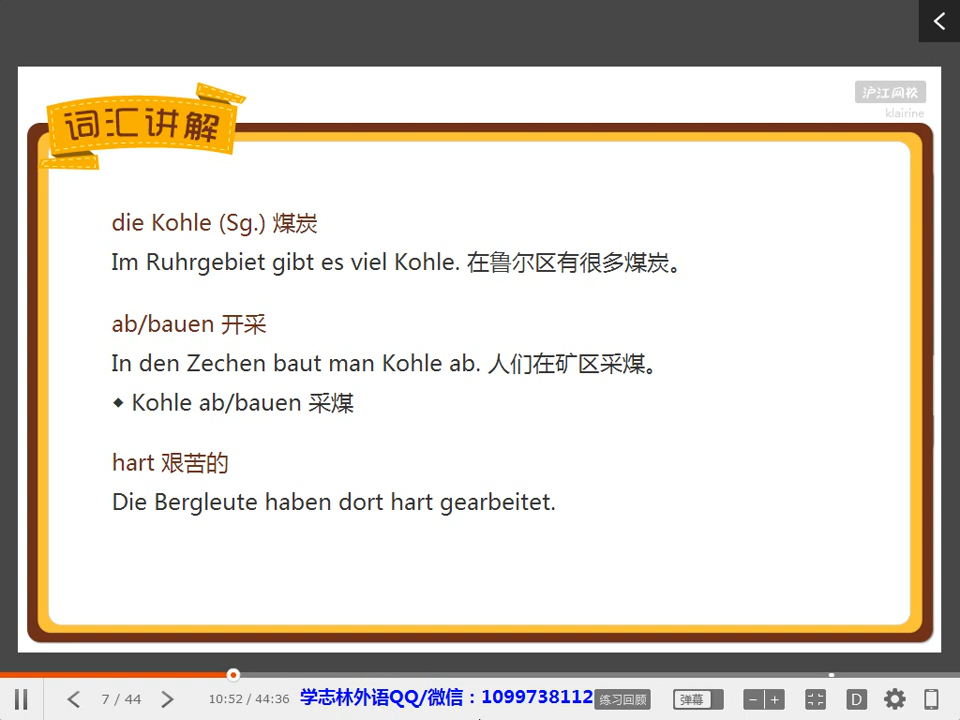 沪江网校
klairine
词汇讲解
die Kohle (Sg.) 煤炭
Im Ruhrgebiet gibt es viel Kohle. 在鲁尔区有很多煤炭。
ab/bauen 开采
In den Zechen baut man Kohle ab. 人们在矿区采煤。
◆ Kohle ab/bauen 采煤
hart 艰苦的
Die Bergleute haben dort hart gearbeitet.
7 / 44 10:52 / 44:36 学志林外语QQ/微信：1099738112 练习回顾 弹幕 − + D